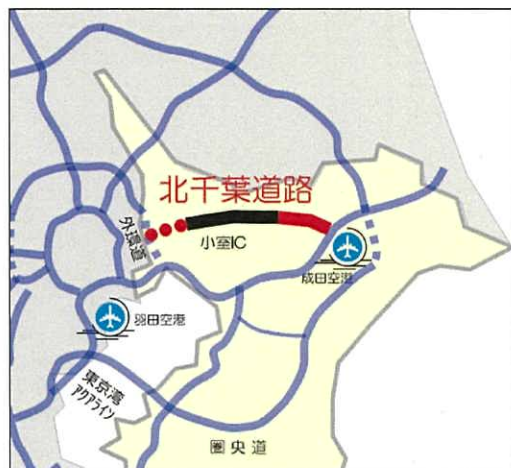 北千葉道路
外環道
小室IC
成田空港
羽田空港
東京湾
アクアライン
圏央道